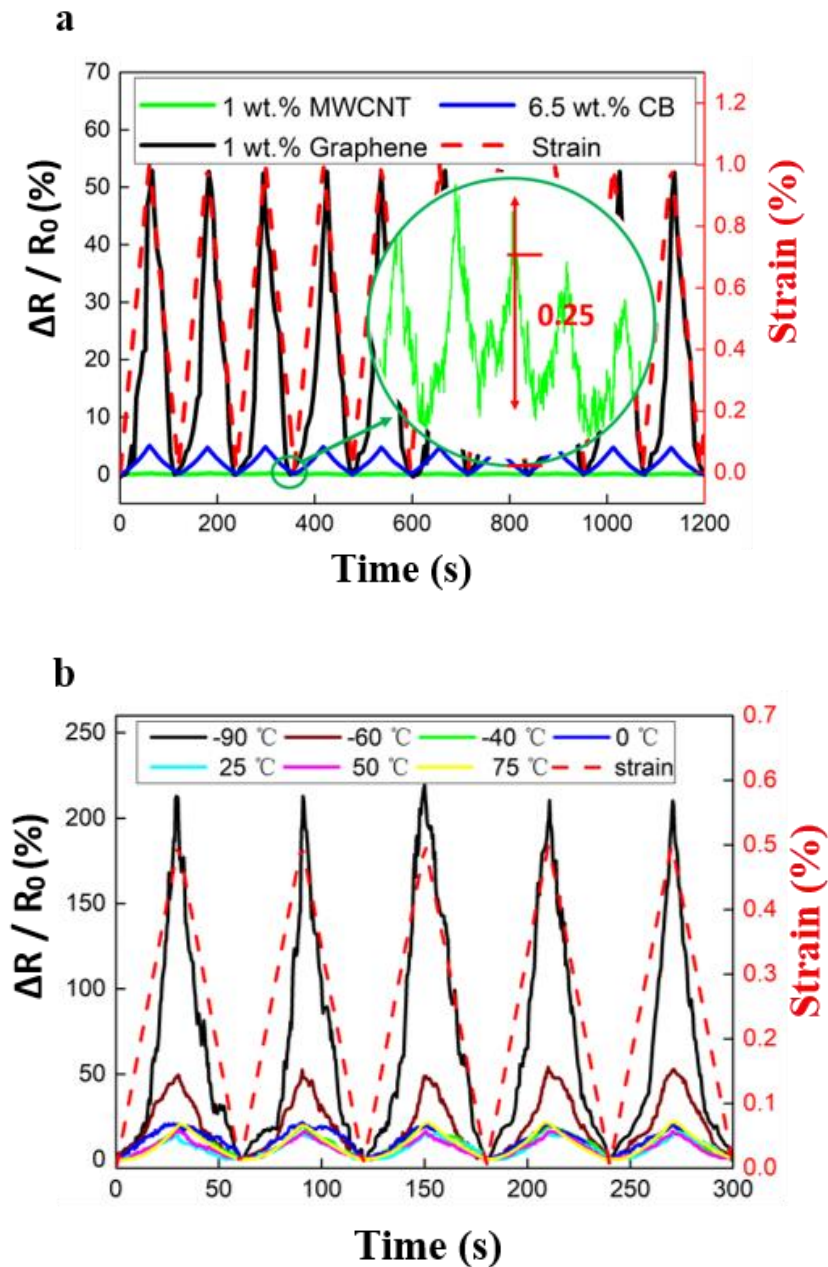 a
70
60
50
40
30
20
10
0
ΔR / R₀ (%)
1 wt.% MWCNT 6.5 wt.% CB
1 wt.% Graphene Strain
0.25
1.2
1.0
0.8
0.6
0.4
0.2
0.0
Strain (%)
0 200 400 600 800 1000 1200
Time (s)
b
250
200
150
100
50
0
ΔR / R₀ (%)
-90 ℃ -60 ℃ -40 ℃ 0 ℃
25 ℃ 50 ℃ 75 ℃ strain
0.7
0.6
0.5
0.4
0.3
0.2
0.1
0.0
Strain (%)
0 50 100 150 200 250 300
Time (s)